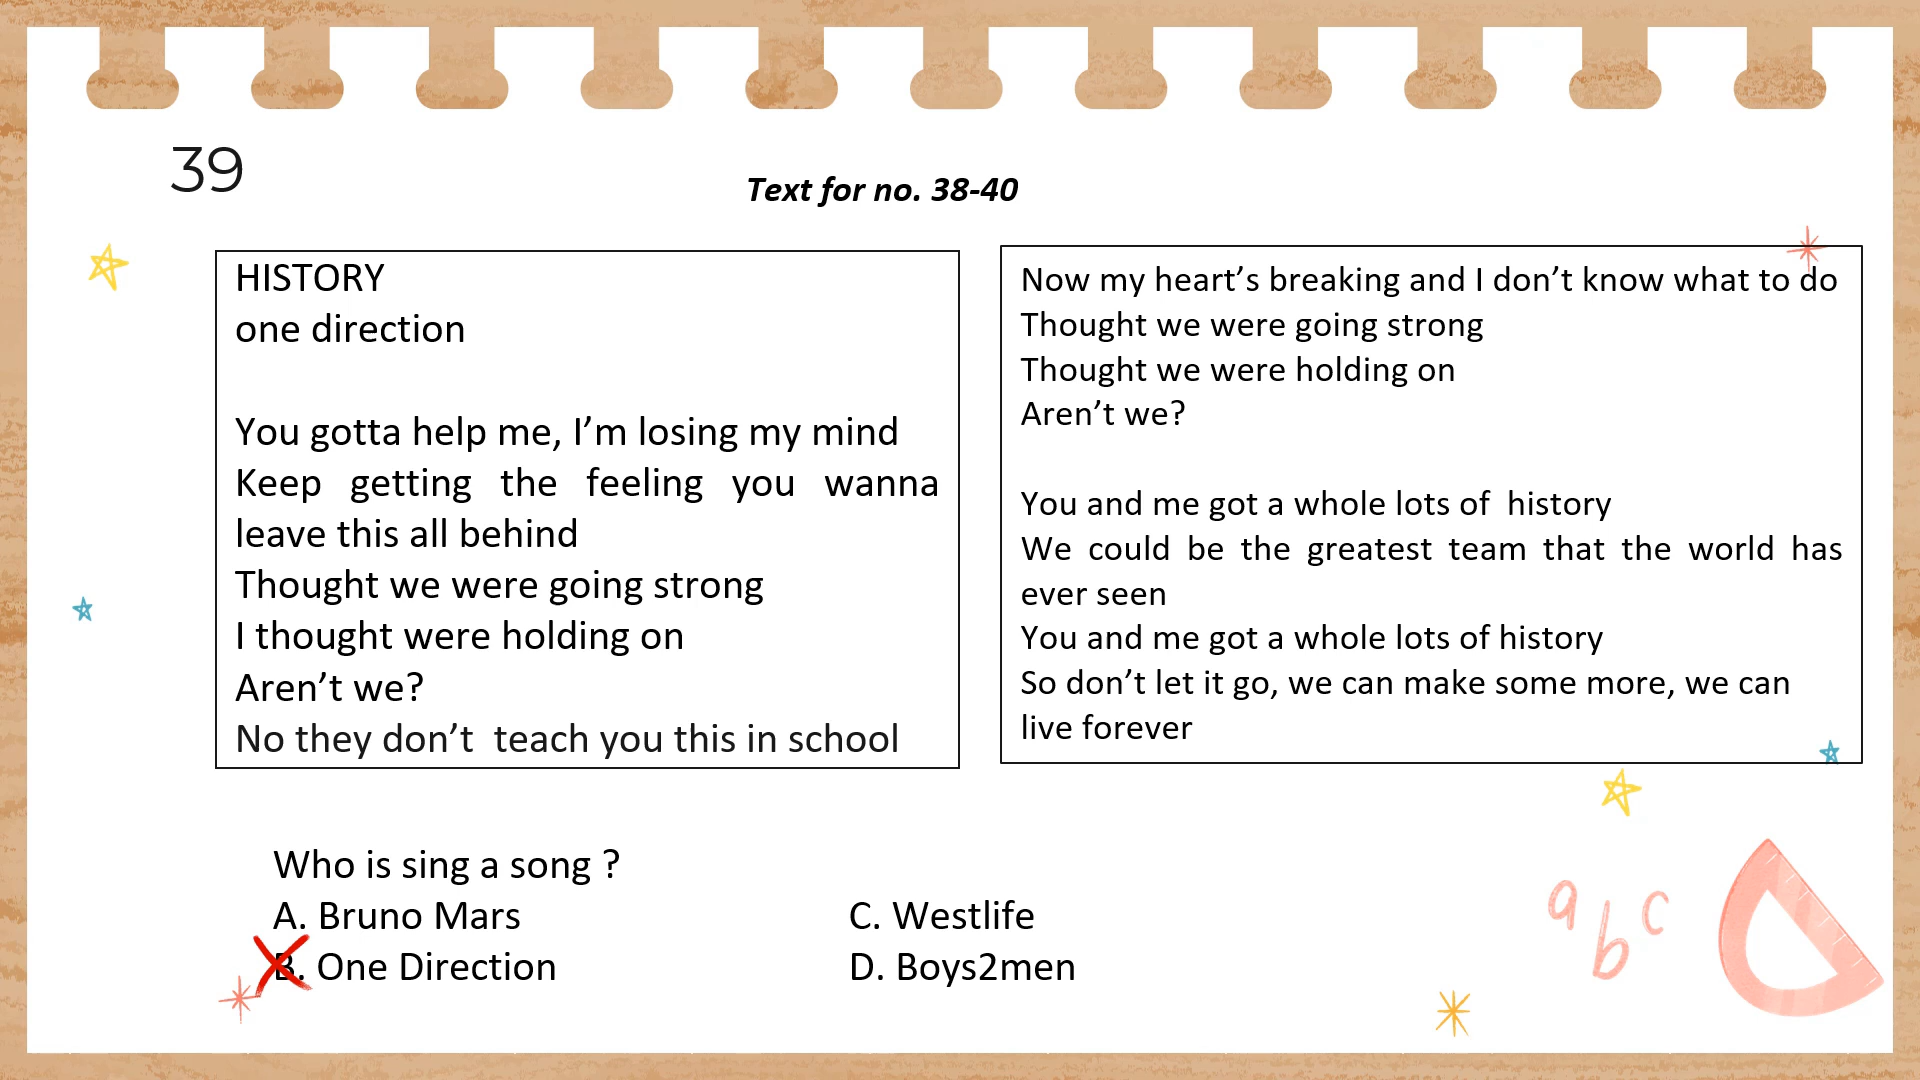 39
Text for no. 38-40
HISTORY
one direction
You gotta help me, I’m losing my mind
Keep getting the feeling you wanna
leave this all behind
Thought we were going strong
I thought were holding on
Aren’t we?
No they don’t teach you this in school
Now my heart’s breaking and I don’t know what to do
Thought we were going strong
Thought we were holding on
Aren’t we?
You and me got a whole lots of history
We could be the greatest team that the world has
ever seen
You and me got a whole lots of history
So don’t let it go, we can make some more, we can
live forever
Who is sing a song ?
A. Bruno Mars
B. One Direction
C. Westlife
D. Boys2men
a b c